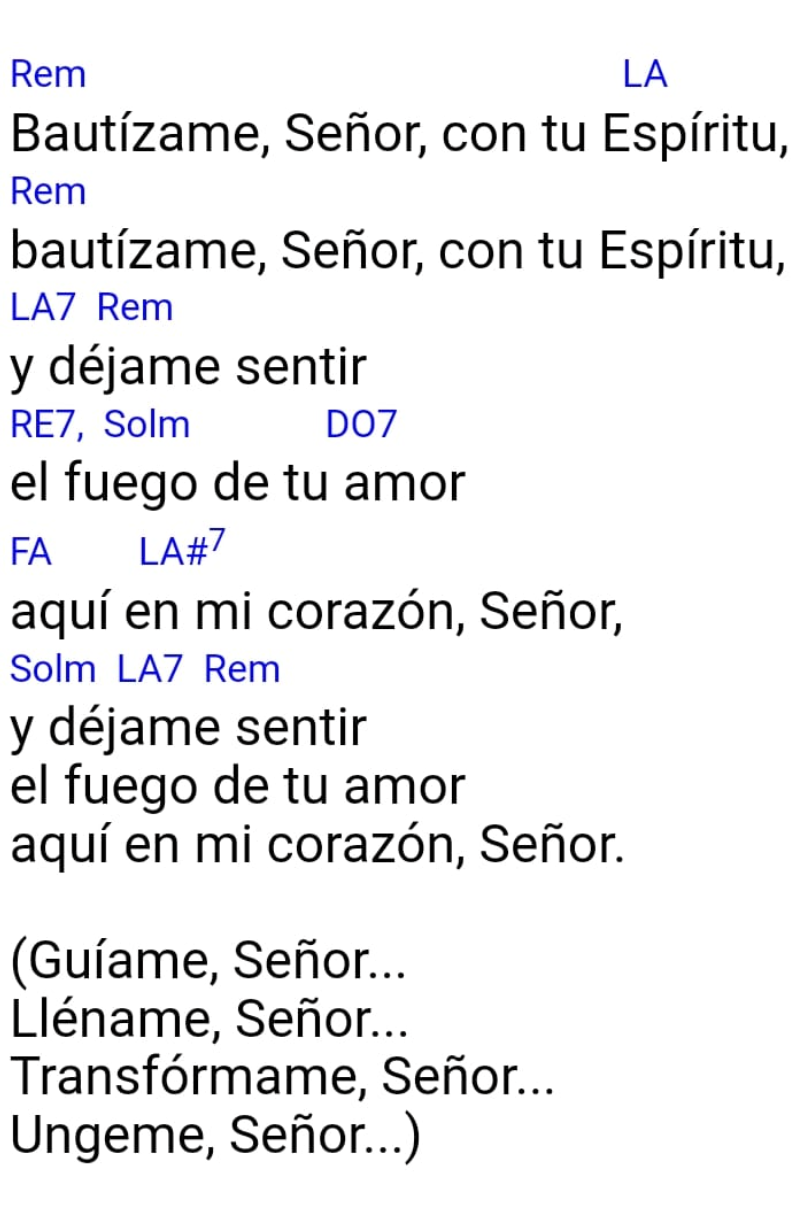 Rem LA
Bautízame, Señor, con tu Espíritu,
Rem
bautízame, Señor, con tu Espíritu,
LA7 Rem
y déjame sentir
RE7, Solm DO7
el fuego de tu amor
FA LA#⁷
aquí en mi corazón, Señor,
Solm LA7 Rem
y déjame sentir
el fuego de tu amor
aquí en mi corazón, Señor.

(Guíame, Señor...
Lléname, Señor...
Transfórmame, Señor...
Ungeme, Señor...)